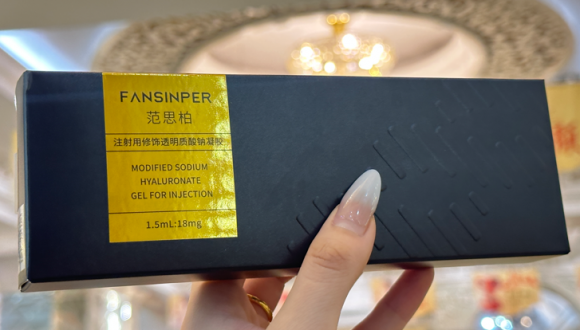 FANSINPER
范思柏
注射用修饰透明质酸钠凝胶
MODIFIED SODIUM
HYALURONATE
GEL FOR INJECTION
1.5mL:18mg